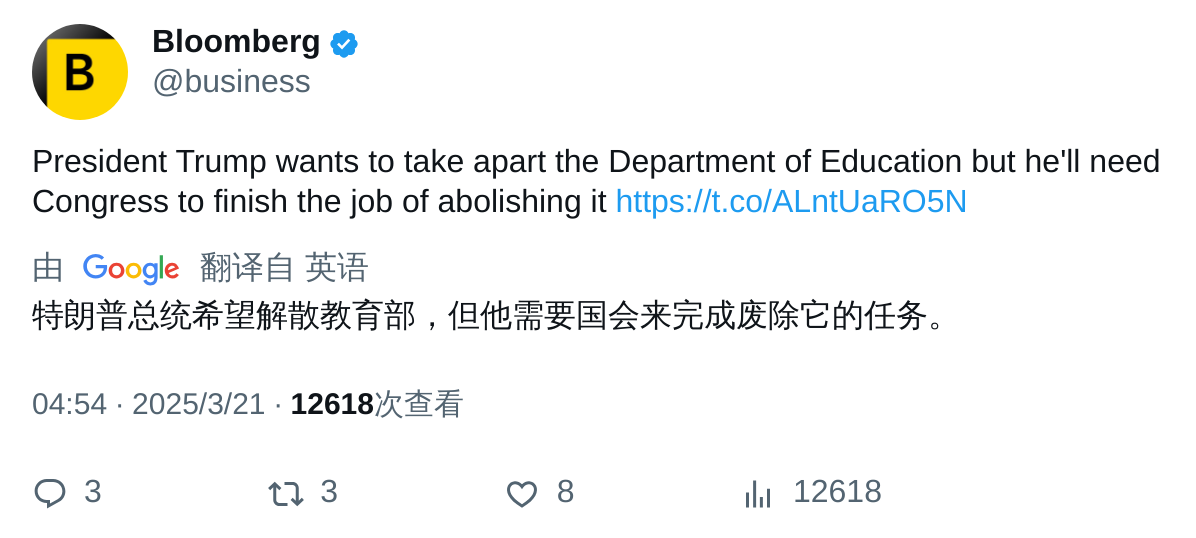 B
Bloomberg
@business
President Trump wants to take apart the Department of Education but he'll need
Congress to finish the job of abolishing it https://t.co/ALntUaRO5N
由 Google 翻译自 英语
特朗普总统希望解散教育部，但他需要国会来完成废除它的任务。
04:54 · 2025/3/21 · 12618次查看
3 3 8 12618